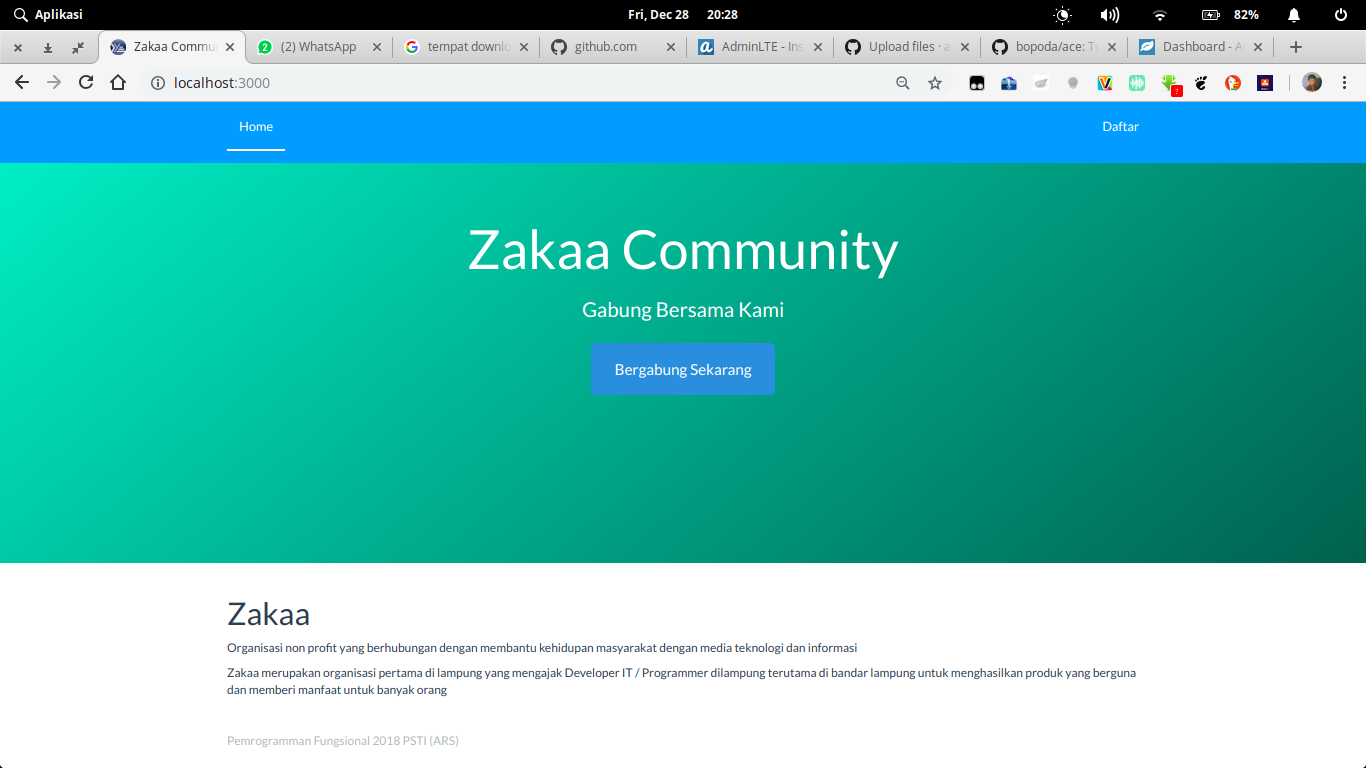 Aplikasi
Fri, Dec 28 20:28
82%
Zakaa Commu
(2) WhatsApp
tempat downlo
github.com
AdminLTE - Ins
Upload files · a
bopoda/ace: Tw
Dashboard - A
localhost:3000
Home
Daftar
Zakaa Community
Gabung Bersama Kami
Bergabung Sekarang
Zakaa
Organisasi non profit yang berhubungan dengan membantu kehidupan masyarakat dengan media teknologi dan informasi
Zakaa merupakan organisasi pertama di lampung yang mengajak Developer IT / Programmer dilampung terutama di bandar lampung untuk menghasilkan produk yang berguna
dan memberi manfaat untuk banyak orang
Pemrogramman Fungsional 2018 PSTI (ARS)